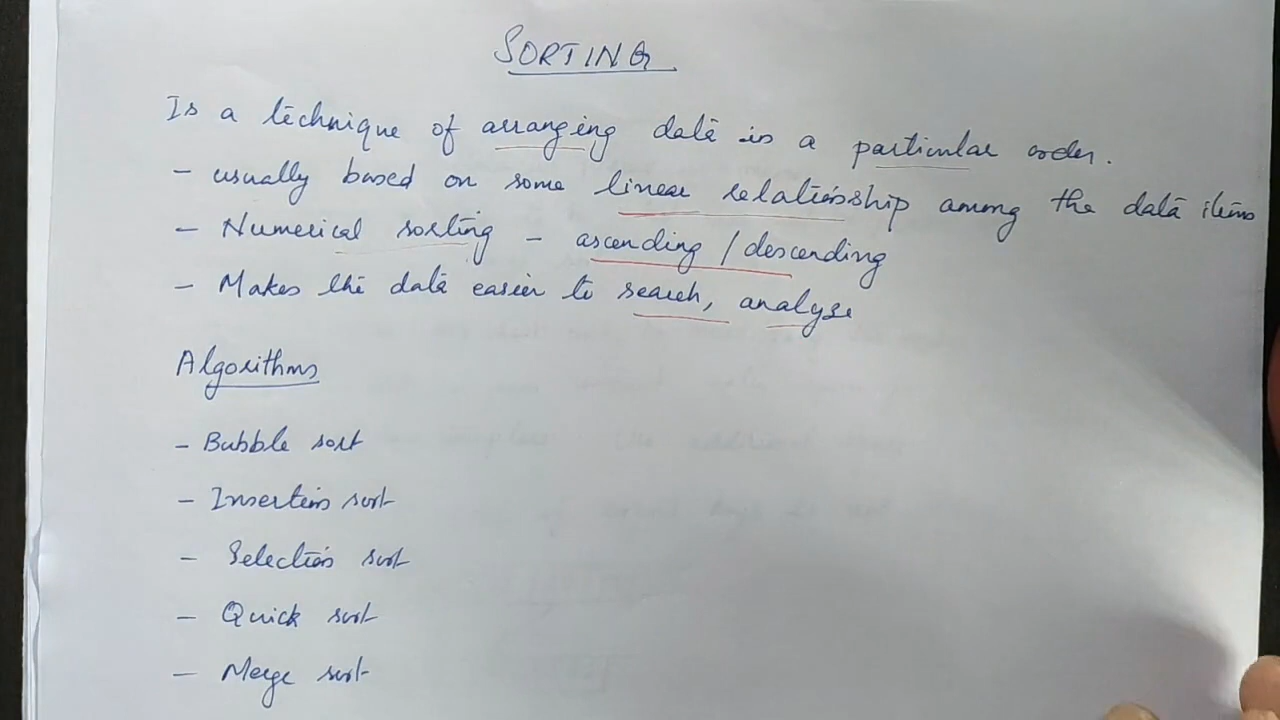 SORTING
Is a technique of arranging data in a particular order.
- usually based on some linear relationship among the data items
- Numerical sorting - ascending / descending
- Makes the data easier to search, analyse
Algorithms
- Bubble sort
- Insertion sort
- Selection sort
- Quick sort
- Merge sort